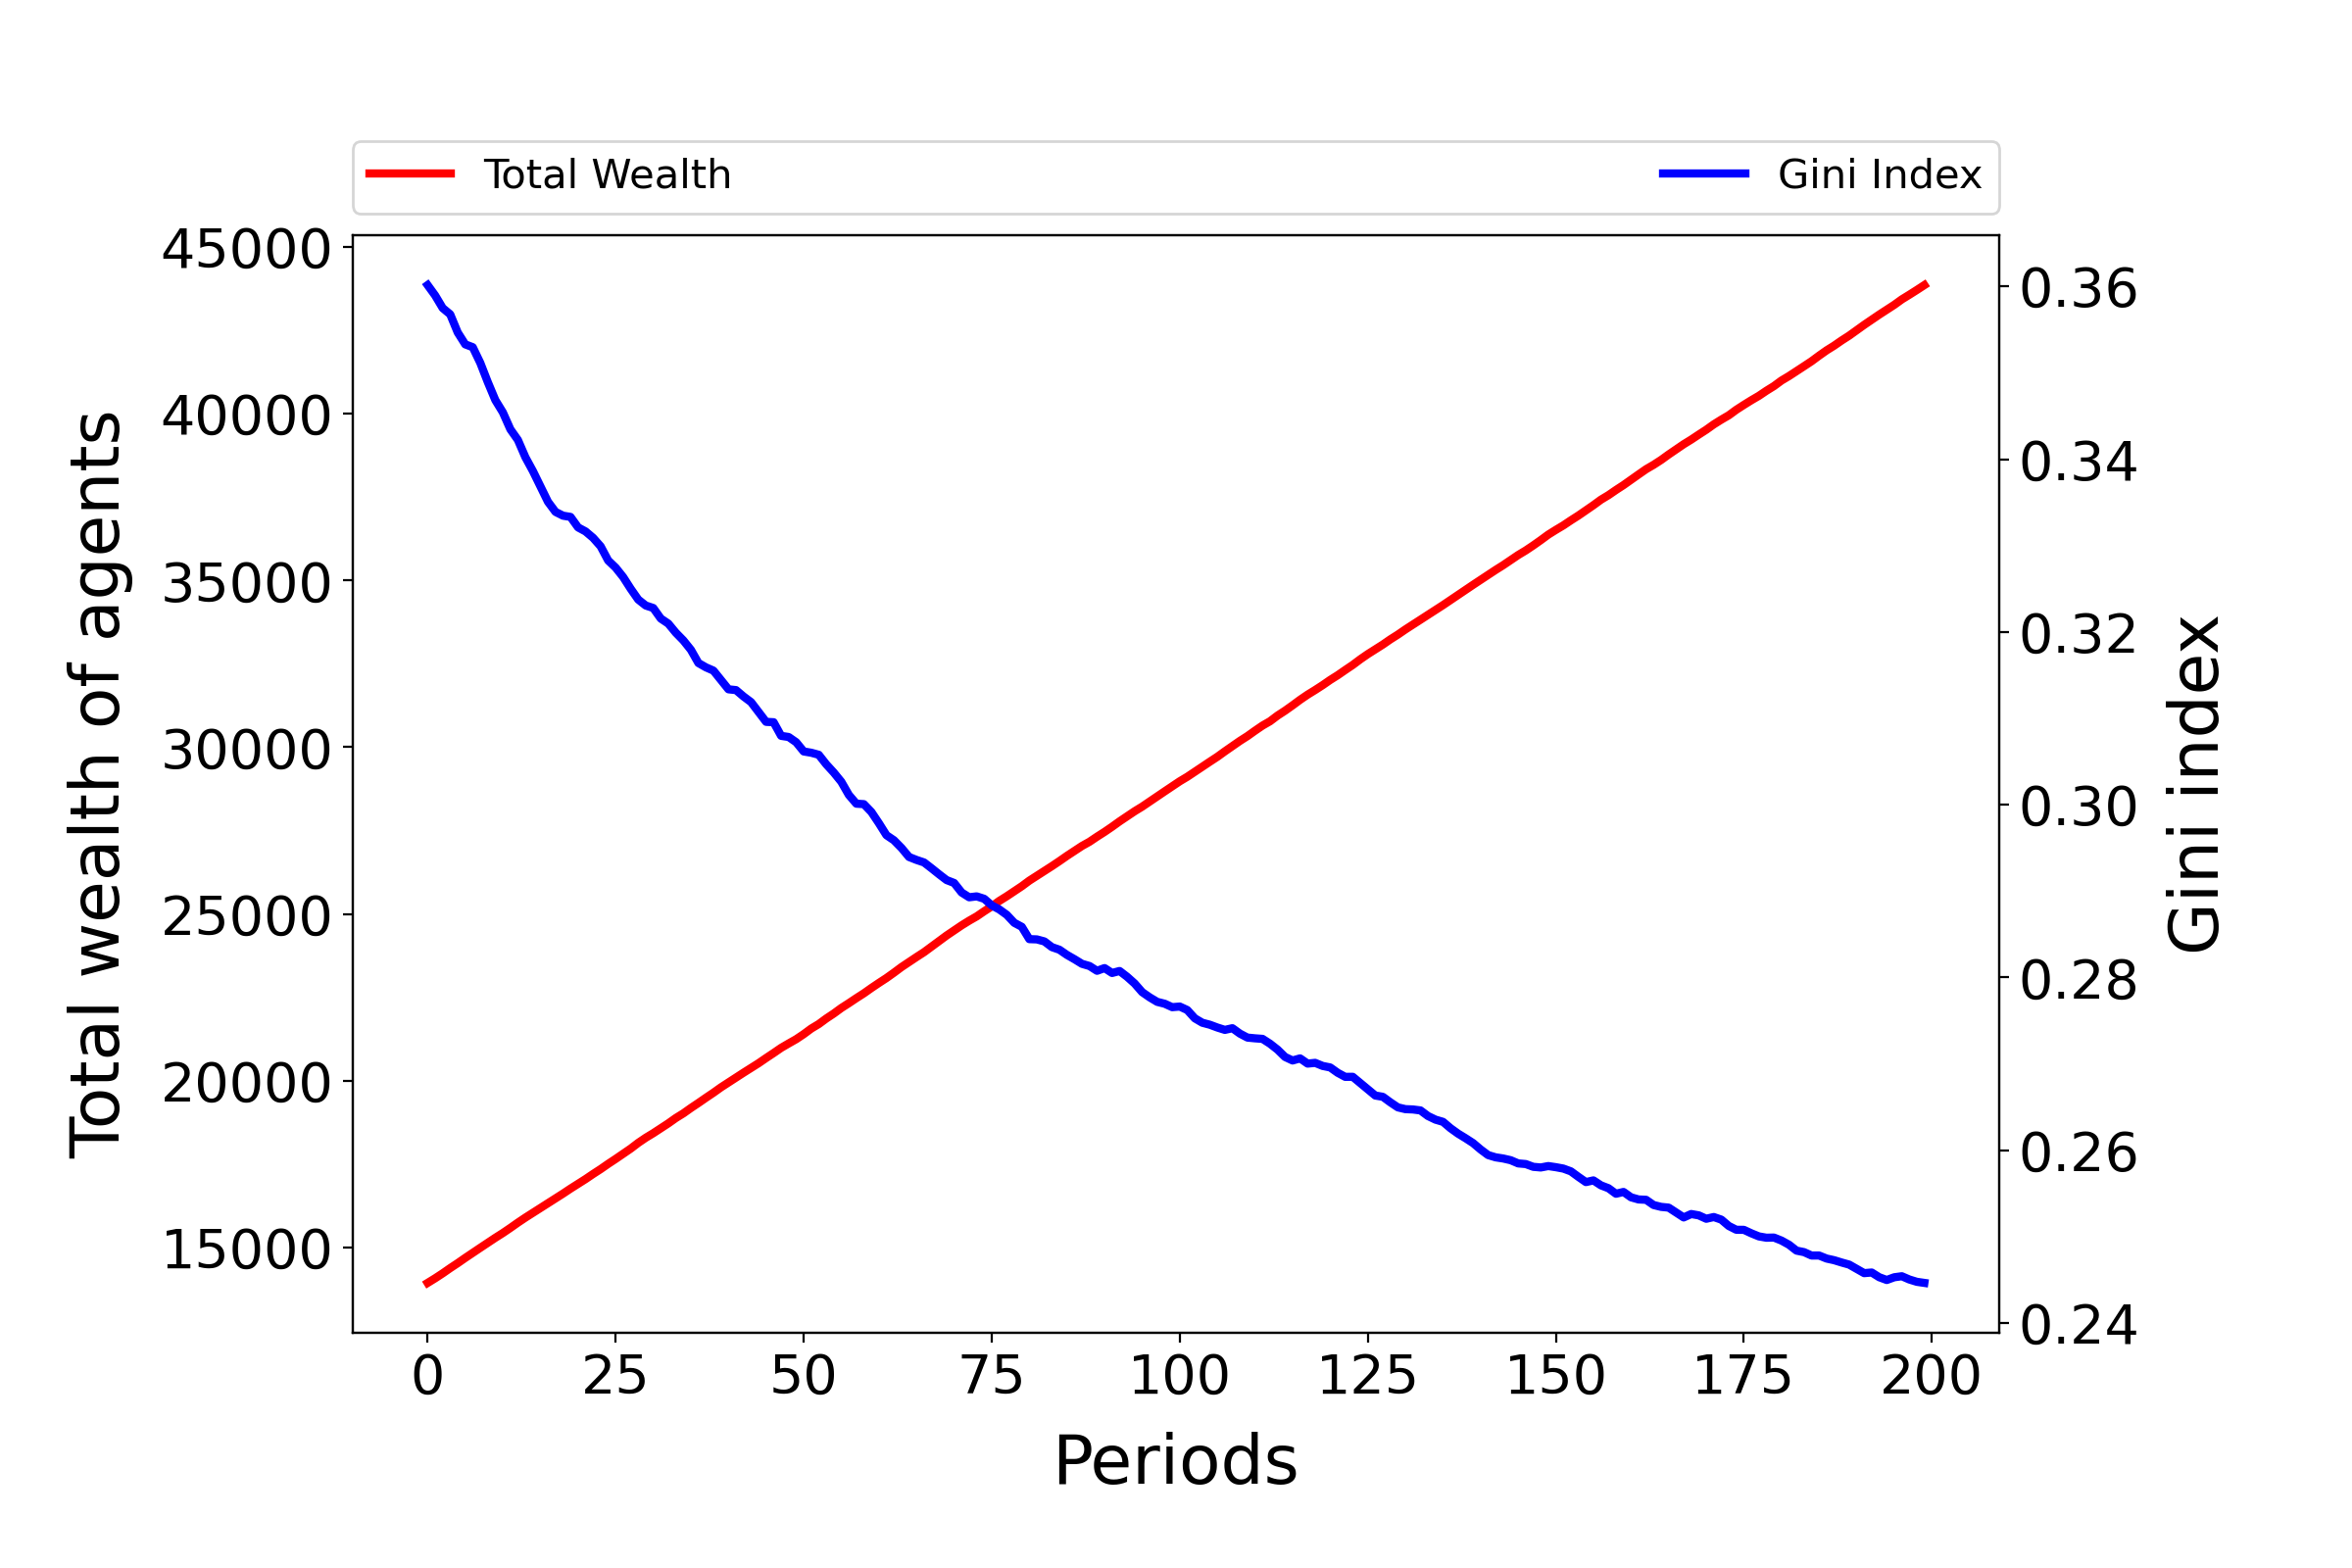 Total Wealth
Gini Index
45000
40000
35000
30000
25000
20000
15000
Total wealth of agents
0.36
0.34
0.32
0.30
0.28
0.26
0.24
Gini index
0 25 50 75 100 125 150 175 200
Periods